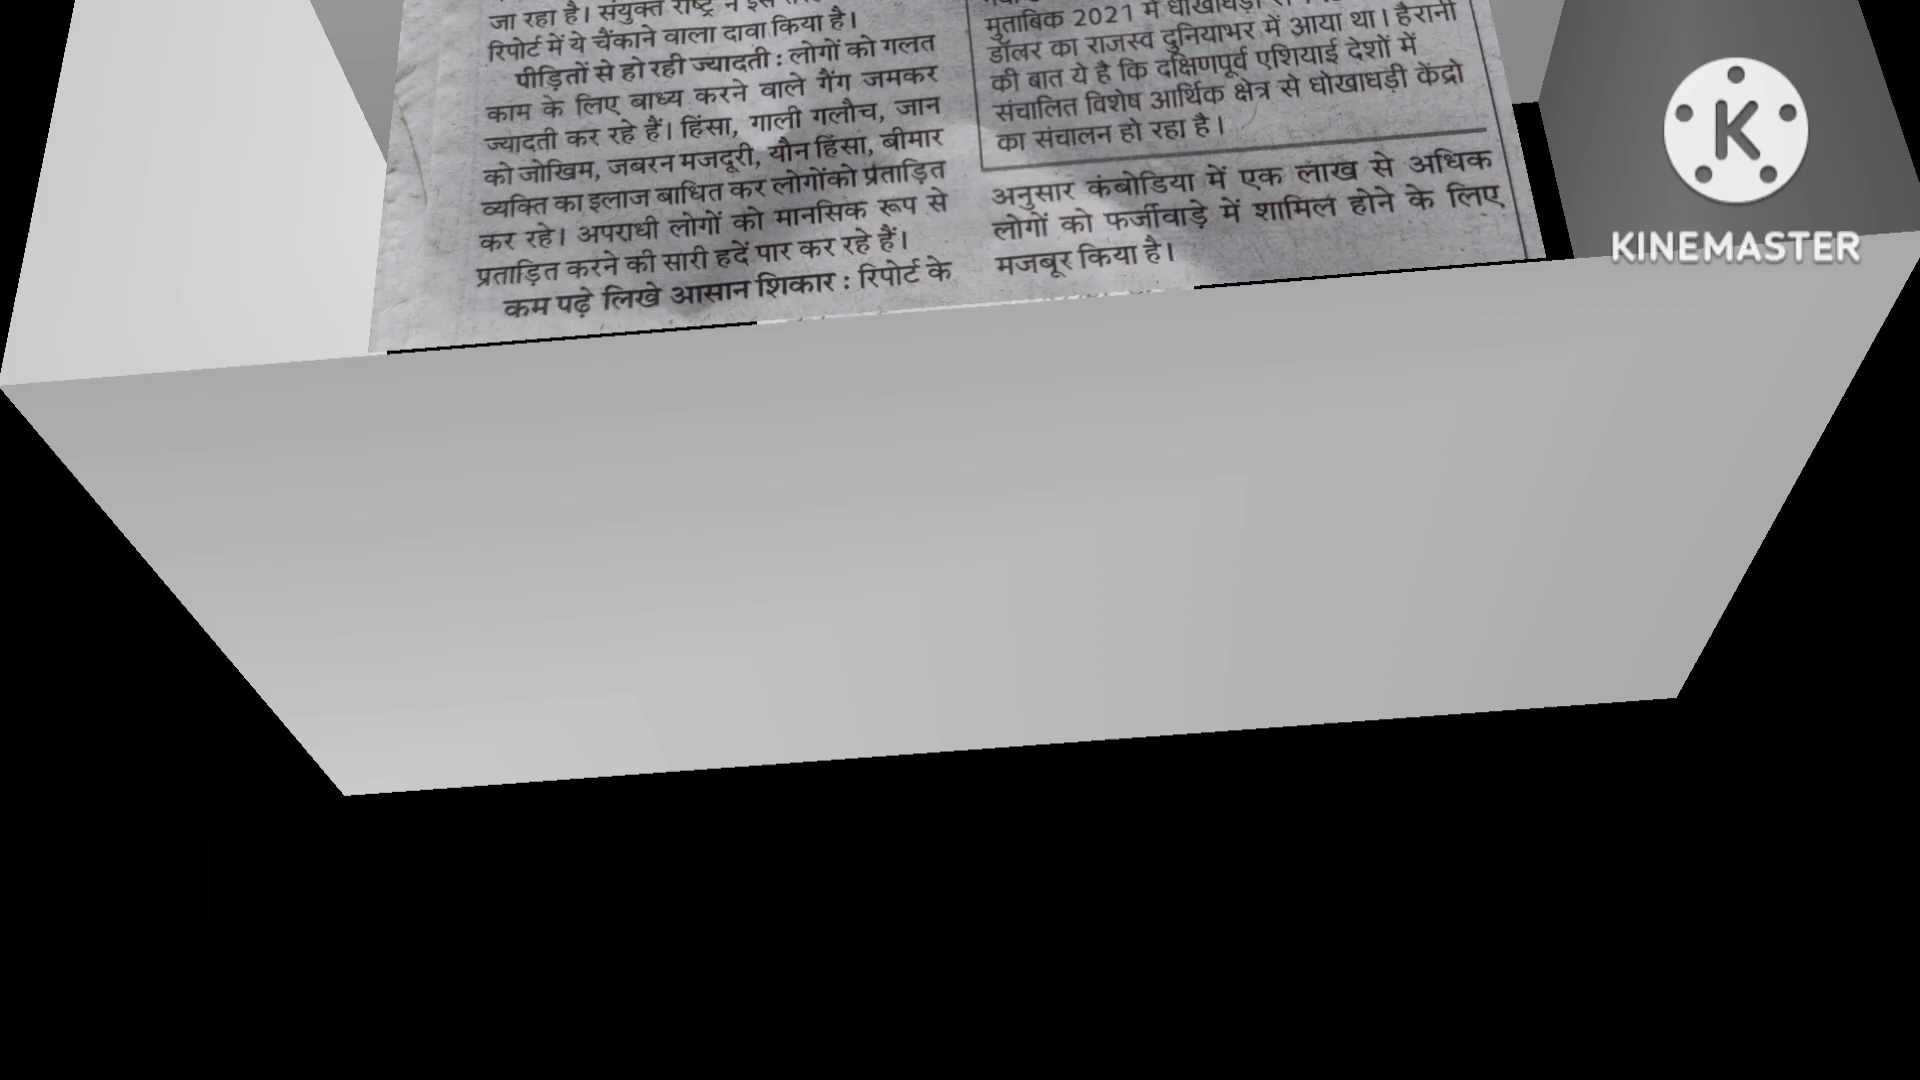 जा रहा है। संयुक्त राष्ट्र ने इस
रिपोर्ट में ये चैंकाने वाला दावा किया है।
पीड़ितों से हो रही ज्यादती : लोगों को गलत
काम के लिए बाध्य करने वाले गैंग जमकर
ज्यादती कर रहे हैं। हिंसा, गाली गलौच, जान
को जोखिम, जबरन मजदूरी, यौन हिंसा, बीमार
व्यक्ति का इलाज बाधित कर लोगोंको प्रताड़ित
कर रहे। अपराधी लोगों को मानसिक रूप से
प्रताड़ित करने की सारी हदें पार कर रहे हैं।
कम पढ़े लिखे आसान शिकार : रिपोर्ट के
मुताबिक 2021 में धोखाधड़ी से
डॉलर का राजस्व दुनियाभर में आया था। हैरानी
की बात ये है कि दक्षिणपूर्व एशियाई देशों में
संचालित विशेष आर्थिक क्षेत्र से धोखाधड़ी केंद्रो
का संचालन हो रहा है।
अनुसार कंबोडिया में एक लाख से अधिक
लोगों को फर्जीवाड़े में शामिल होने के लिए
मजबूर किया है।
KINEMASTER